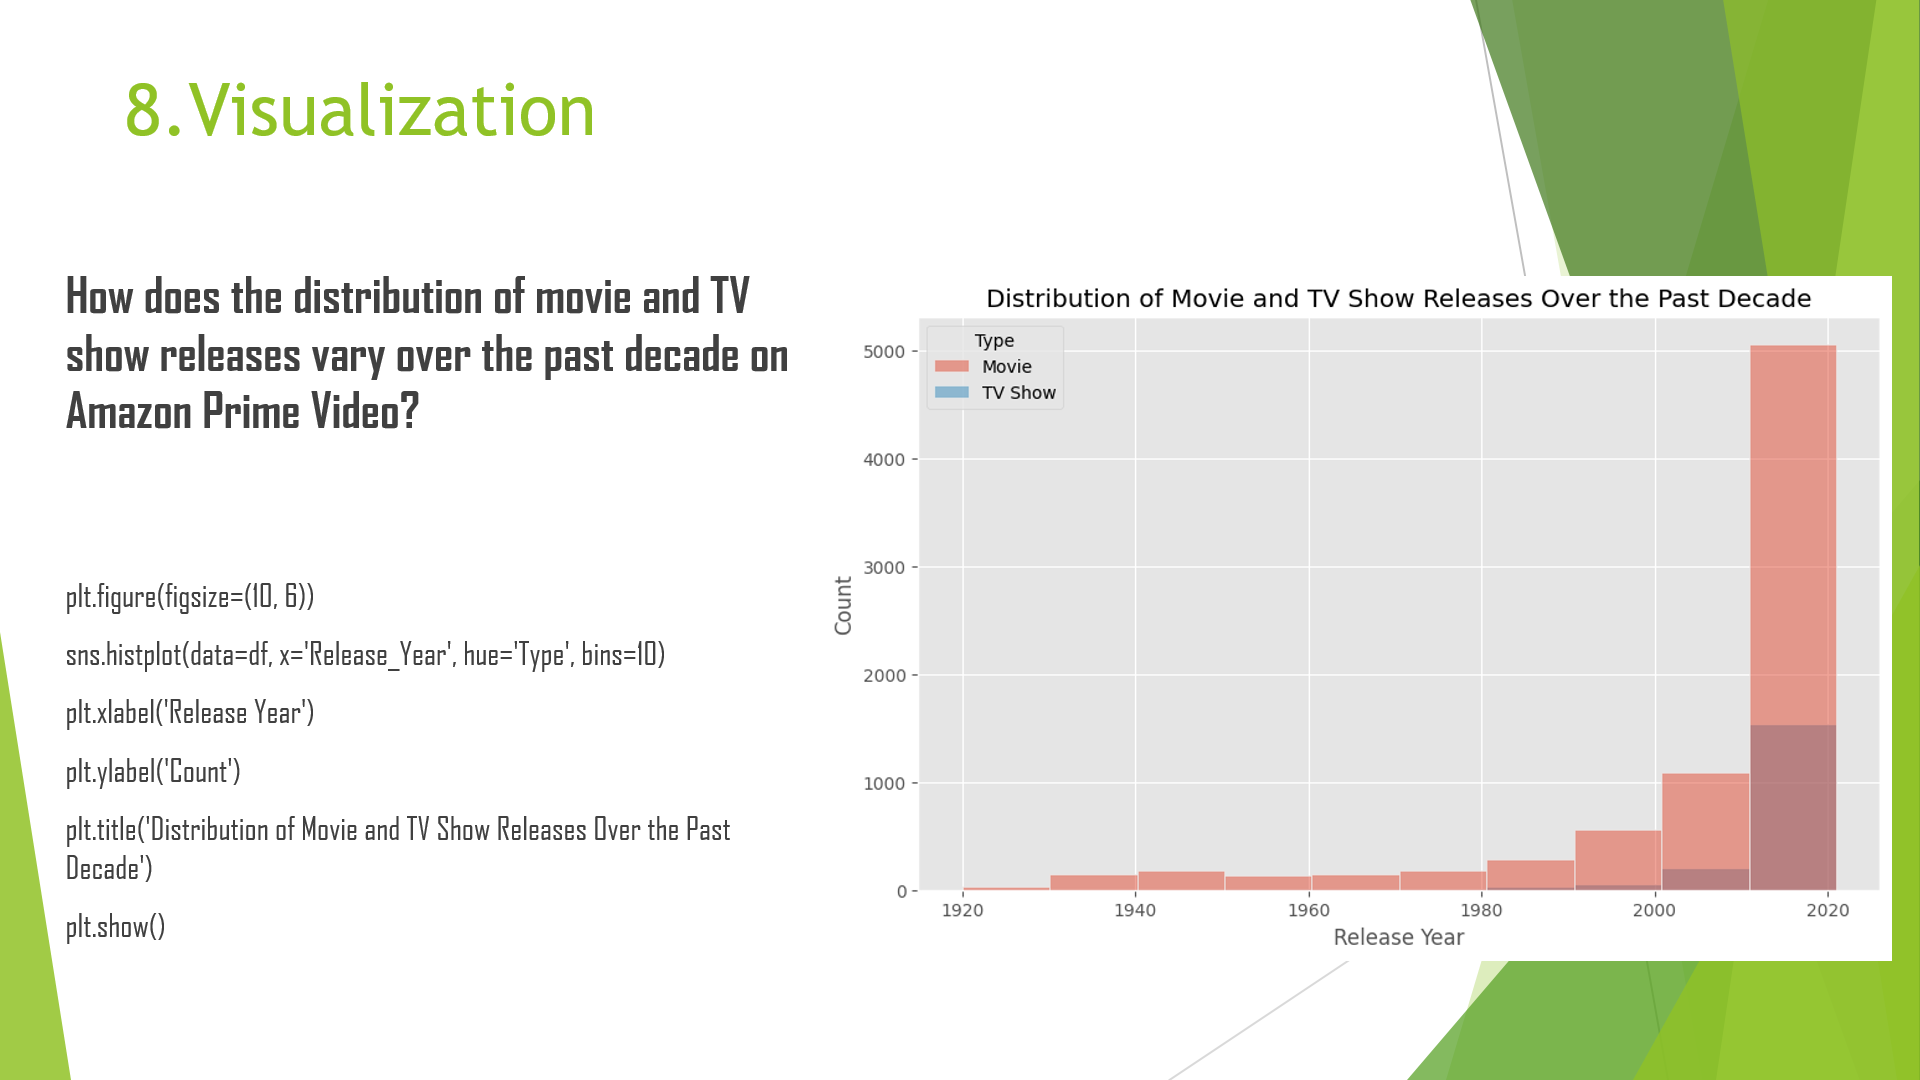 8.Visualization
How does the distribution of movie and TV
show releases vary over the past decade on
Amazon Prime Video?
plt.figure(figsize=(10, 6))
sns.histplot(data=df, x='Release_Year', hue='Type', bins=10)
plt.xlabel('Release Year')
plt.ylabel('Count')
plt.title('Distribution of Movie and TV Show Releases Over the Past
Decade')
plt.show()
Distribution of Movie and TV Show Releases Over the Past Decade
Type
Movie
TV Show
5000
4000
3000
2000
1000
0
Count
1920 1940 1960 1980 2000 2020
Release Year